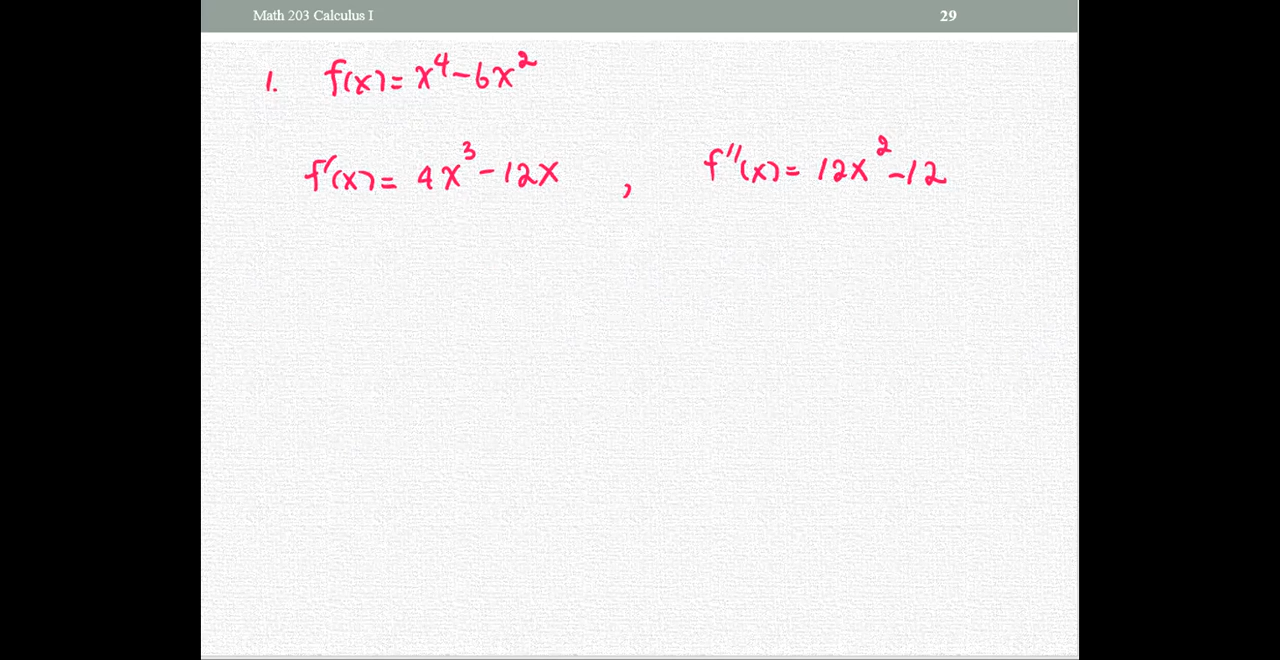 Math 203 Calculus I 29
1. f(x) = x⁴ - 6x²
f'(x) = 4x³ - 12x , f''(x) = 12x² - 12